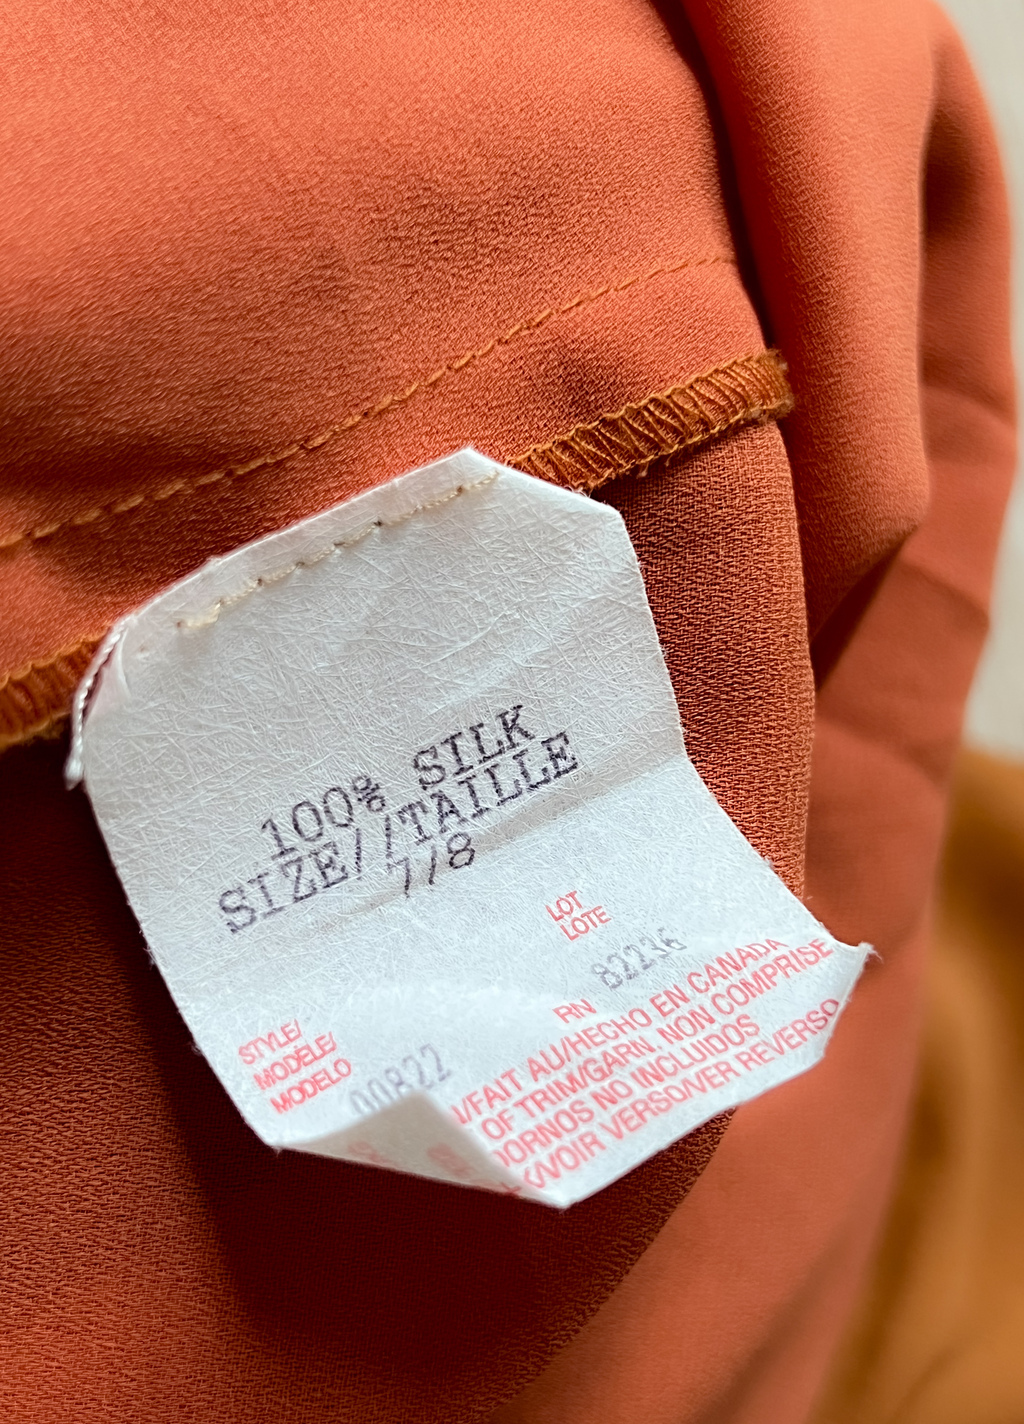 100% SILK
SIZE//TAILLE
7/8
LOT
LOTE
82236
RN
STYLE/
MODÈLE/
MODELO
00822
/FAIT AU/HECHO EN CANADA
OF TRIM/GARN. NON COMPRISE
NO INCLUIDOS
VOIR VERSO/VER REVERSO